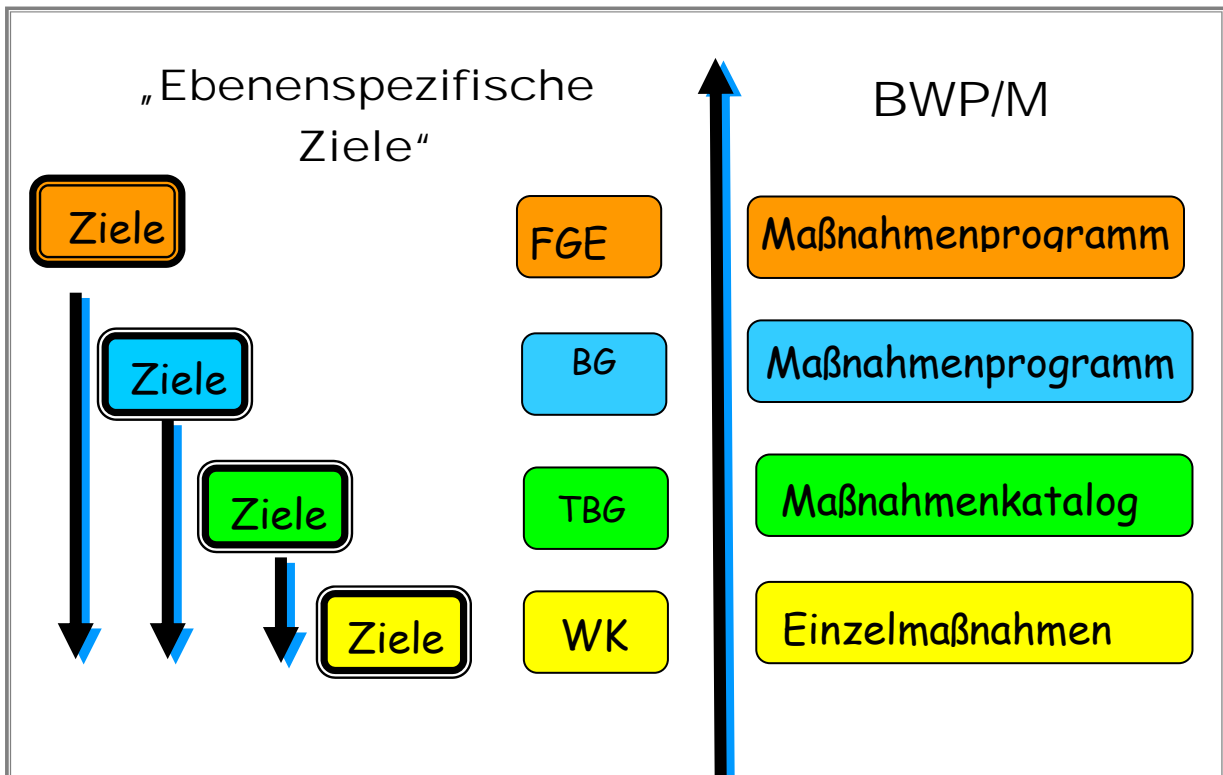 „Ebenenspezifische
Ziele“
BWP/M
Ziele
FGE
Maßnahmenprogramm
Ziele
BG
Maßnahmenprogramm
Ziele
TBG
Maßnahmenkatalog
Ziele
WK
Einzelmaßnahmen